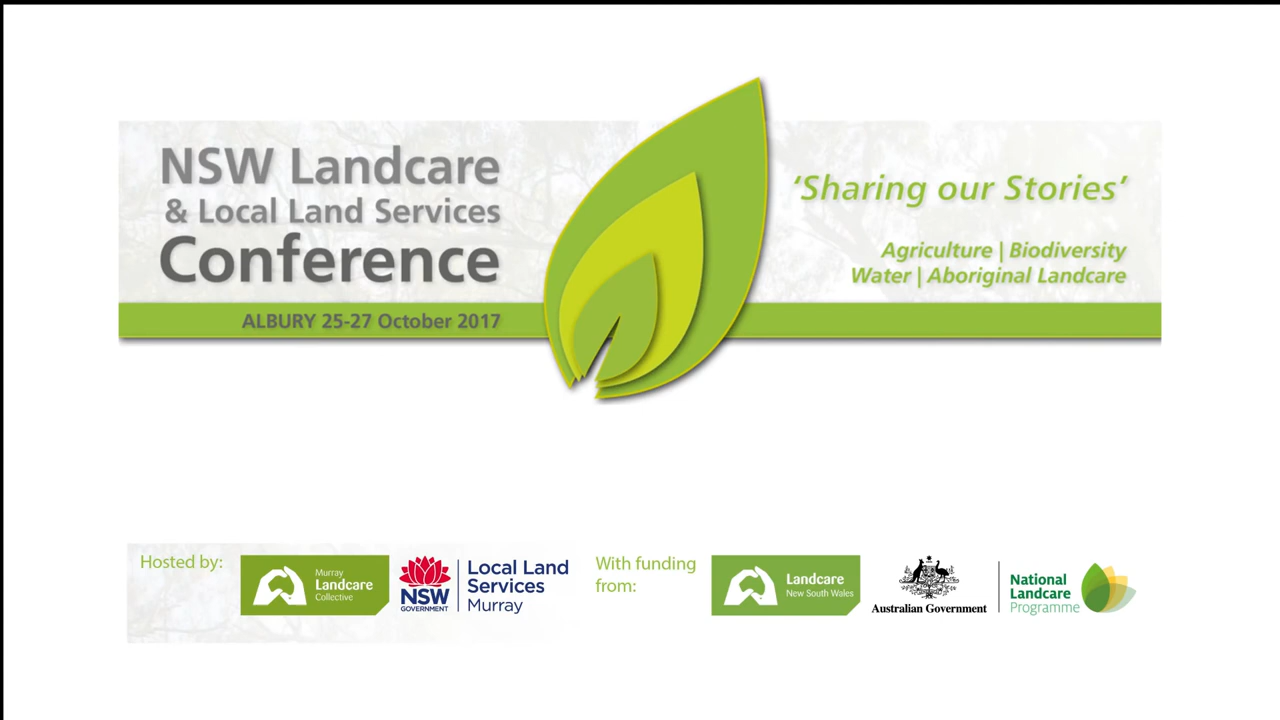 NSW Landcare
& Local Land Services
Conference
ALBURY 25-27 October 2017
‘Sharing our Stories’
Agriculture | Biodiversity
Water | Aboriginal Landcare
Hosted by:
Murray
Landcare
Collective
NSW
GOVERNMENT
Local Land
Services
Murray
With funding
from:
Landcare
New South Wales
Australian Government
National
Landcare
Programme